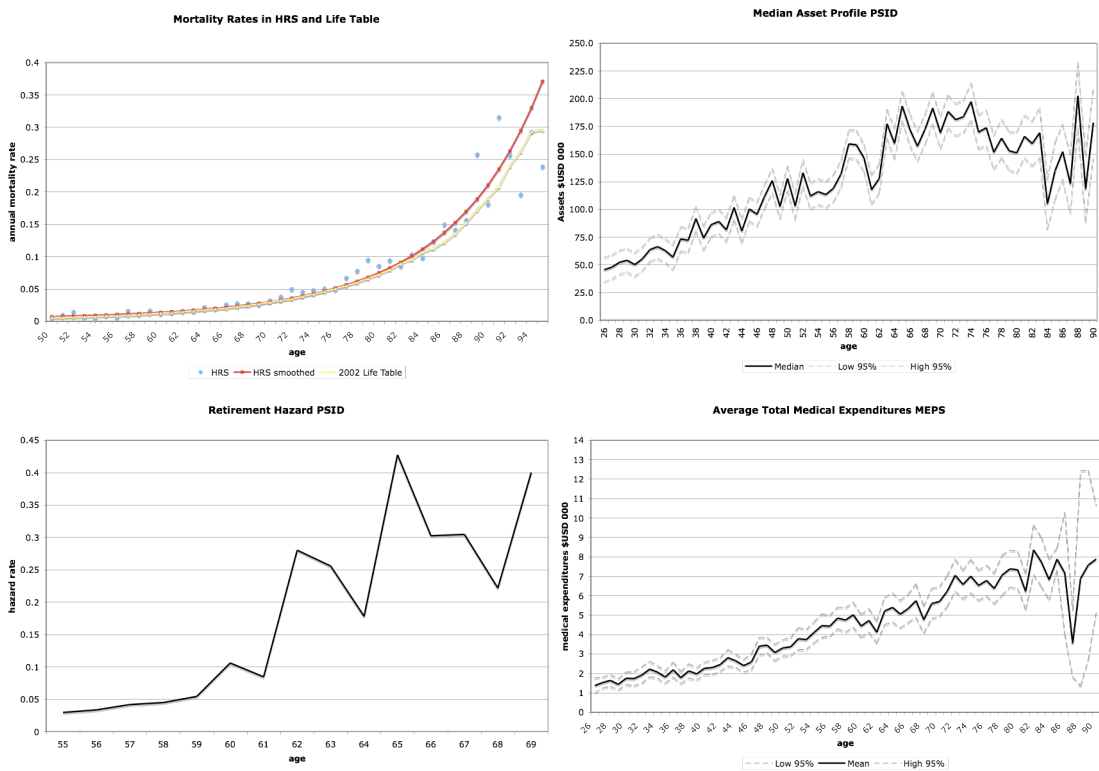 Mortality Rates in HRS and Life Table
annual mortality rate
0.4
0.35
0.3
0.25
0.2
0.15
0.1
0.05
0
50 52 54 56 58 60 62 64 66 68 70 72 74 76 78 80 82 84 86 88 90 92 94
age
HRS HRS smoothed 2002 Life Table
Median Asset Profile PSID
Assets $USD 000
250.0
225.0
200.0
175.0
150.0
125.0
100.0
75.0
50.0
25.0
0.0
26 28 30 32 34 36 38 40 42 44 46 48 50 52 54 56 58 60 62 64 66 68 70 72 74 76 78 80 82 84 86 88 90
age
Median Low 95% High 95%
Retirement Hazard PSID
hazard rate
0.45
0.4
0.35
0.3
0.25
0.2
0.15
0.1
0.05
0
55 56 57 58 59 60 61 62 63 64 65 66 67 68 69
age
Average Total Medical Expenditures MEPS
medical expenditures $USD 000
14
13
12
11
10
9
8
7
6
5
4
3
2
1
0
26 28 30 32 34 36 38 40 42 44 46 48 50 52 54 56 58 60 62 64 66 68 70 72 74 76 78 80 82 84 86 88 90
age
Low 95% Mean High 95%